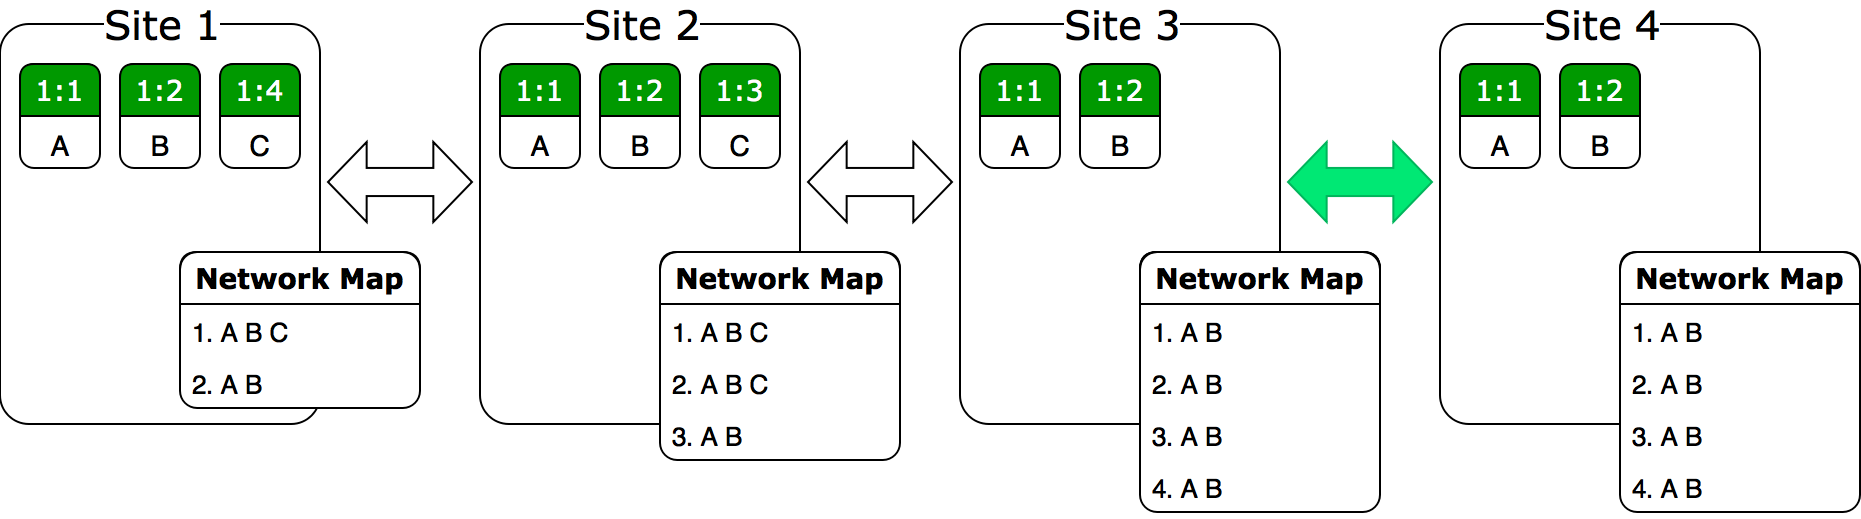 Site 1
1:1 1:2 1:4
A B C
Network Map
1. A B C
2. A B
Site 2
1:1 1:2 1:3
A B C
Network Map
1. A B C
2. A B C
3. A B
Site 3
1:1 1:2
A B
Network Map
1. A B
2. A B
3. A B
4. A B
Site 4
1:1 1:2
A B
Network Map
1. A B
2. A B
3. A B
4. A B